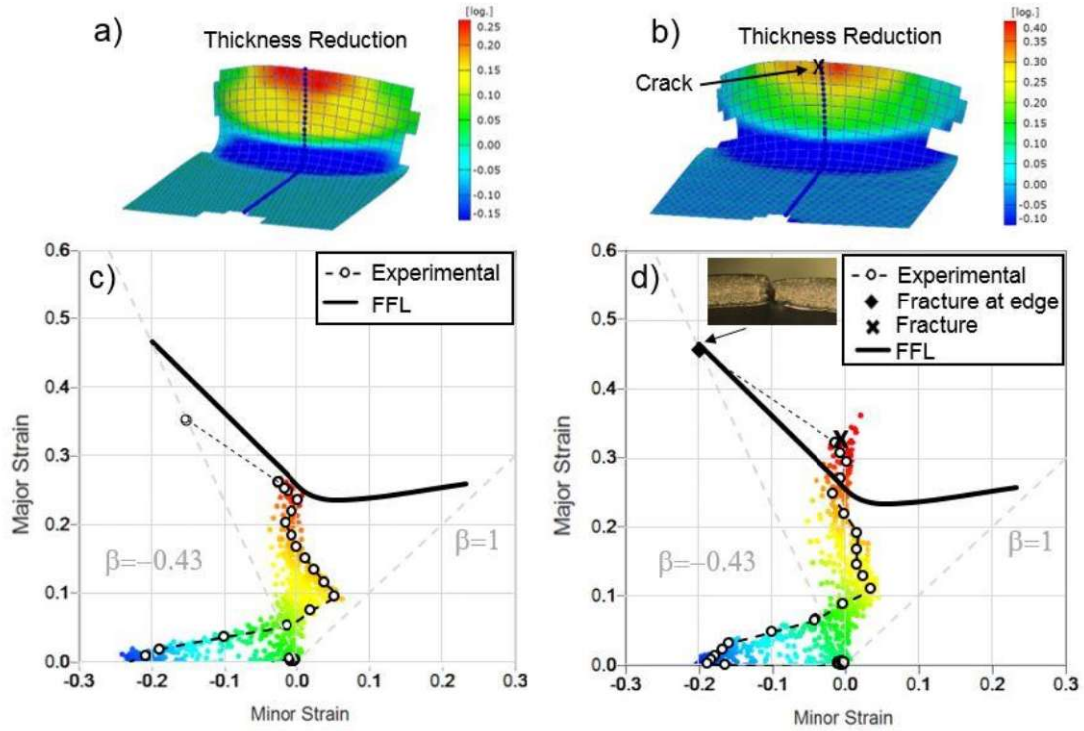 a)
Thickness Reduction
[log.]
0.25
0.20
0.15
0.10
0.05
0.00
-0.05
-0.10
-0.15
b)
Thickness Reduction
Crack
X
[log.]
0.40
0.35
0.30
0.25
0.20
0.15
0.10
0.05
0.00
-0.05
-0.10
c)
Experimental
FFL
β=−0.43
β=1
0.6
0.5
0.4
0.3
0.2
0.1
0.0
-0.3 -0.2 -0.1 0.0 0.1 0.2 0.3
Major Strain
Minor Strain
d)
Experimental
Fracture at edge
Fracture
FFL
β=−0.43
β=1
0.6
0.5
0.4
0.3
0.2
0.1
0.0
-0.3 -0.2 -0.1 0.0 0.1 0.2 0.3
Major Strain
Minor Strain